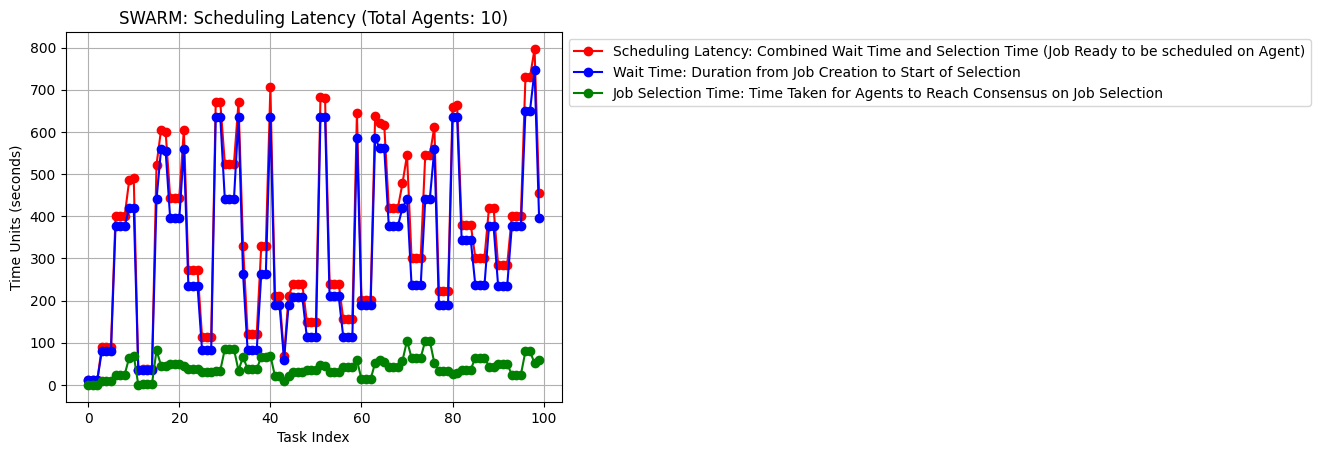 SWARM: Scheduling Latency (Total Agents: 10)
Scheduling Latency: Combined Wait Time and Selection Time (Job Ready to be scheduled on Agent)
Wait Time: Duration from Job Creation to Start of Selection
Job Selection Time: Time Taken for Agents to Reach Consensus on Job Selection
Time Units (seconds)
800
700
600
500
400
300
200
100
0
0 20 40 60 80 100
Task Index